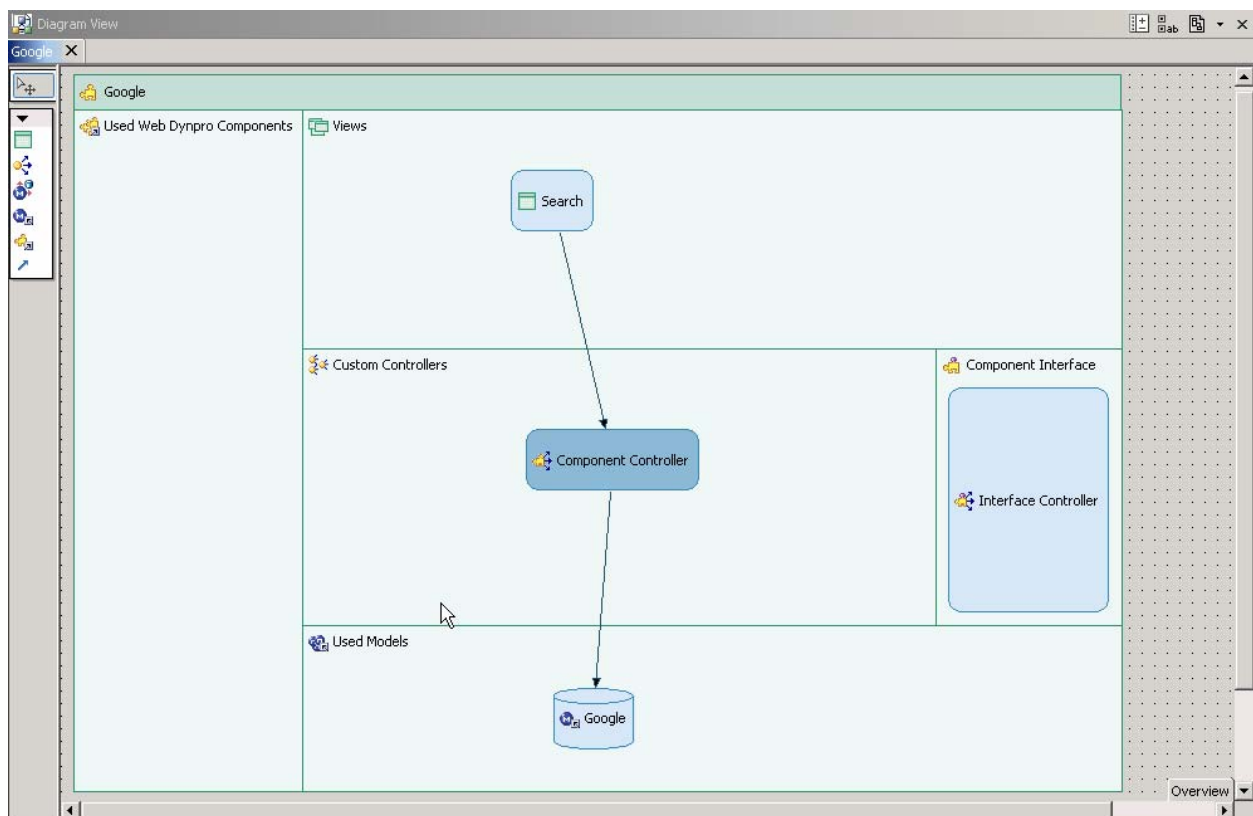 Diagram View
Google
Google
Used Web Dynpro Components
Views
Search
Custom Controllers
Component Interface
Component Controller
Interface Controller
Used Models
Google
Overview